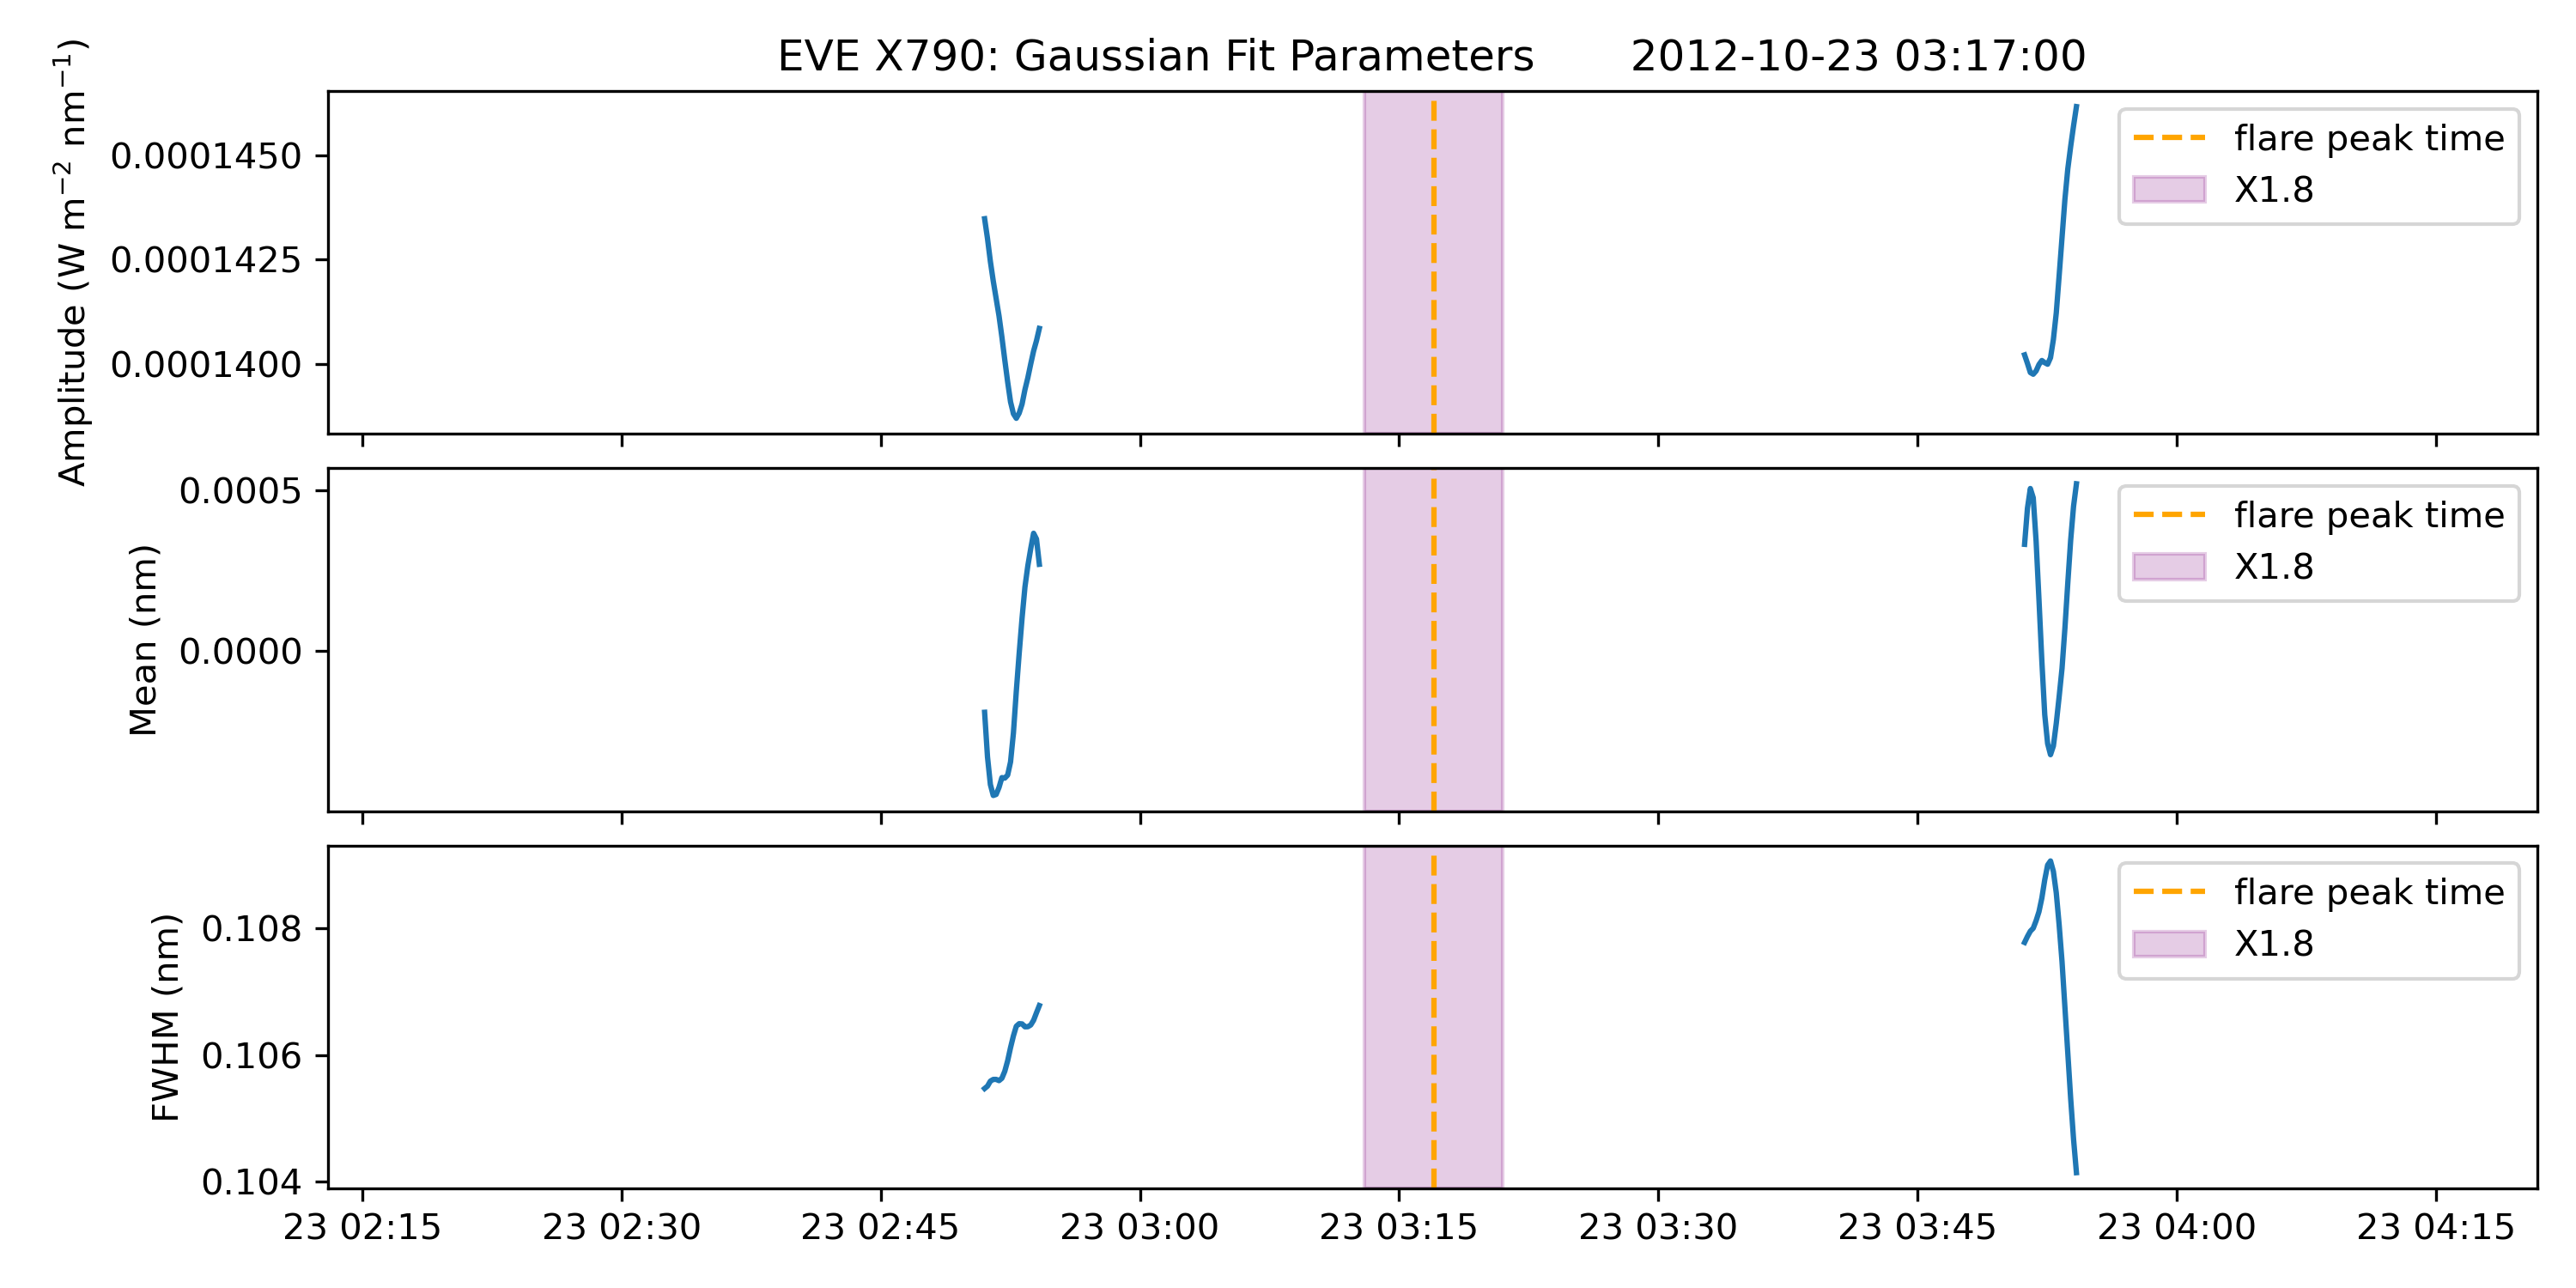 EVE X790: Gaussian Fit Parameters 2012-10-23 03:17:00
Amplitude (W m⁻² nm⁻¹)
0.0001450
0.0001425
0.0001400
flare peak time
X1.8
Mean (nm)
0.0005
0.0000
flare peak time
X1.8
FWHM (nm)
0.108
0.106
0.104
flare peak time
X1.8
23 02:15 23 02:30 23 02:45 23 03:00 23 03:15 23 03:30 23 03:45 23 04:00 23 04:15